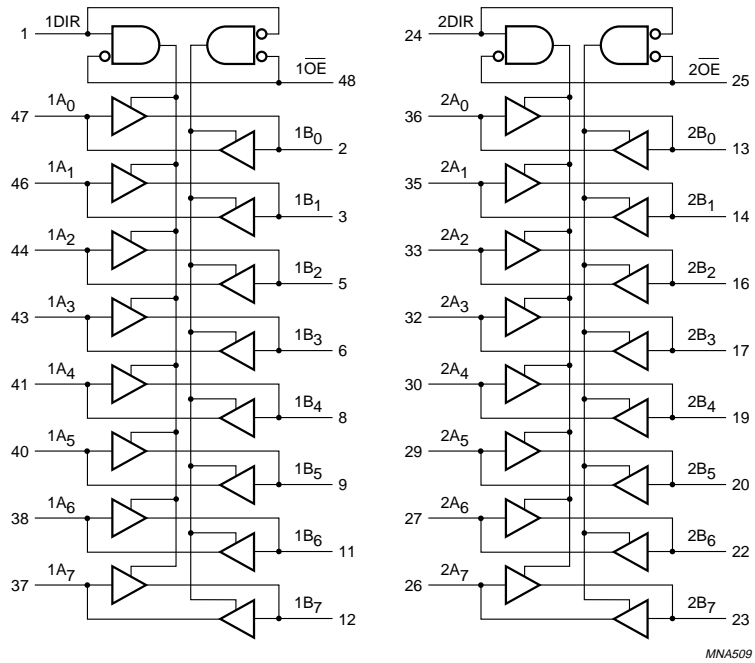 1 1DIR
1OE
48
47 1A0
1B0
2
46 1A1
1B1
3
44 1A2
1B2
5
43 1A3
1B3
6
41 1A4
1B4
8
40 1A5
1B5
9
38 1A6
1B6
11
37 1A7
1B7
12
24 2DIR
2OE
25
36 2A0
2B0
13
35 2A1
2B1
14
33 2A2
2B2
16
32 2A3
2B3
17
30 2A4
2B4
19
29 2A5
2B5
20
27 2A6
2B6
22
26 2A7
2B7
23
MNA509